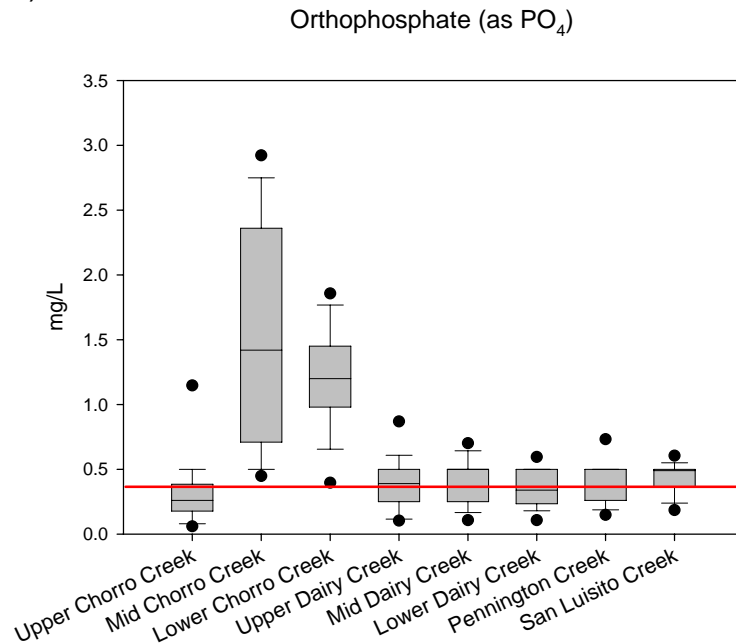 )
Orthophosphate (as PO₄)
3.5
3.0
2.5
2.0
1.5
1.0
0.5
0.0
mg/L
Upper Chorro Creek
Mid Chorro Creek
Lower Chorro Creek
Upper Dairy Creek
Mid Dairy Creek
Lower Dairy Creek
Pennington Creek
San Luisito Creek